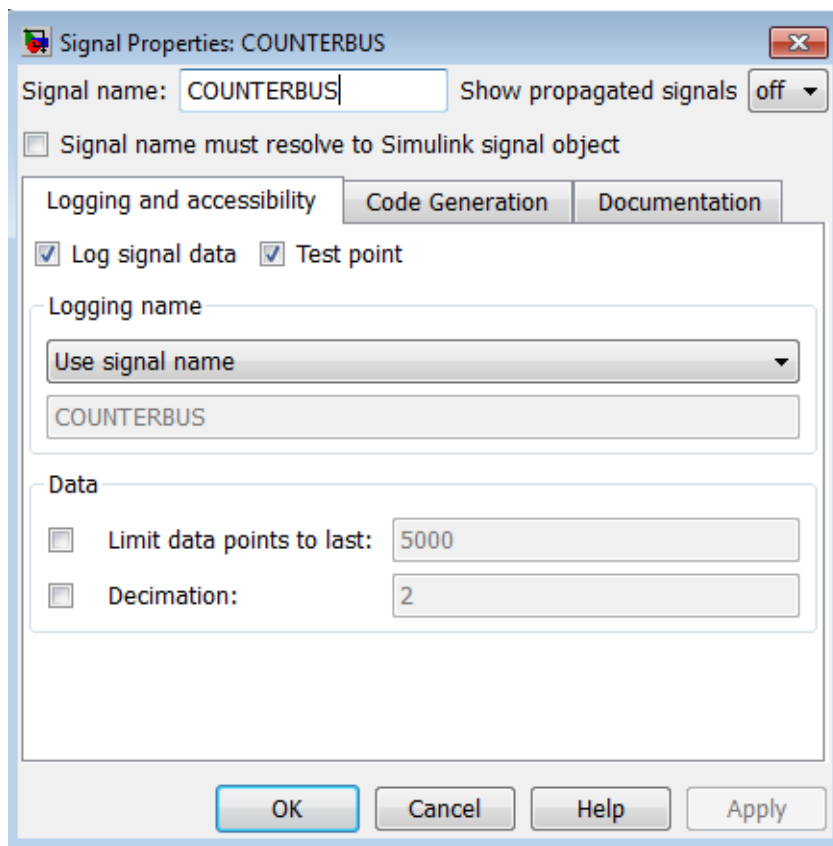 Signal Properties: COUNTERBUS
Signal name: COUNTERBUS Show propagated signals off
Signal name must resolve to Simulink signal object
Logging and accessibility Code Generation Documentation
Log signal data Test point
Logging name
Use signal name
COUNTERBUS
Data
Limit data points to last: 5000
Decimation: 2
OK Cancel Help Apply